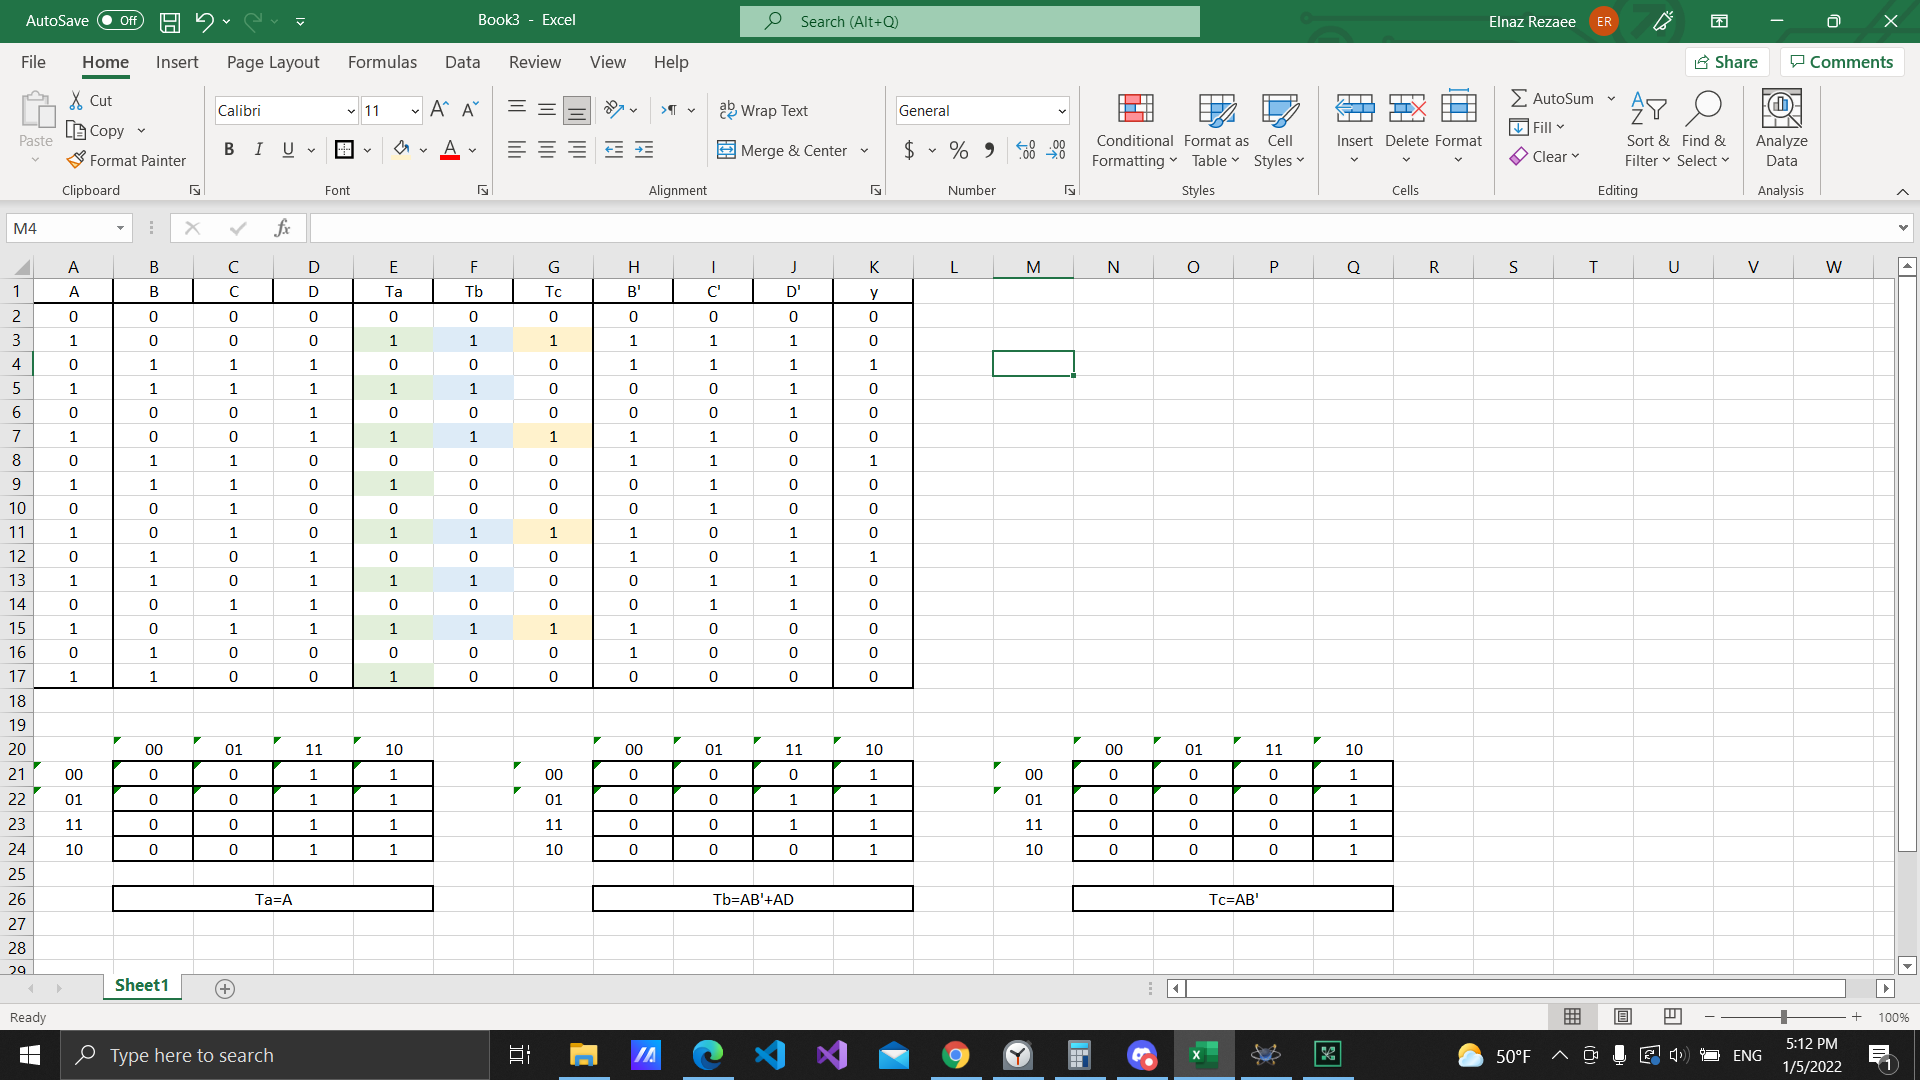 AutoSave Off Book3 - Excel Search (Alt+Q) Elnaz Rezaee ER
File Home Insert Page Layout Formulas Data Review View Help Share Comments
Paste Cut Copy Format Painter Clipboard
Calibri 11 A A B I U A Font
ab Wrap Text Merge & Center Alignment
General $ % 9 .00 .00 Number
Conditional Formatting Format as Table Cell Styles Styles
Insert Delete Format Cells
AutoSum Fill Clear Sort & Filter Find & Select Editing
Analyze Data Analysis
M4 fx
A B C D E F G H I J K L M N O P Q R S T U V W
1 A B C D Ta Tb Tc B' C' D' y
2 0 0 0 0 0 0 0 0 0 0 0
3 1 0 0 0 1 1 1 1 1 1 0
4 0 1 1 1 0 0 0 1 1 1 1
5 1 1 1 1 1 1 0 0 0 1 0
6 0 0 0 1 0 0 0 0 0 1 0
7 1 0 0 1 1 1 1 1 1 0 0
8 0 1 1 0 0 0 0 1 1 0 1
9 1 1 1 0 1 0 0 0 1 0 0
10 0 0 1 0 0 0 0 0 1 0 0
11 1 0 1 0 1 1 1 1 0 1 0
12 0 1 0 1 0 0 0 1 0 1 1
13 1 1 0 1 1 1 0 0 1 1 0
14 0 0 1 1 0 0 0 0 1 1 0
15 1 0 1 1 1 1 1 1 0 0 0
16 0 1 0 0 0 0 0 1 0 0 0
17 1 1 0 0 1 0 0 0 0 0 0
18
19
20 00 01 11 10 00 01 11 10 00 01 11 10
21 00 0 0 1 1 00 0 0 0 1 00 0 0 0 1
22 01 0 0 1 1 01 0 0 1 1 01 0 0 0 1
23 11 0 0 1 1 11 0 0 1 1 11 0 0 0 1
24 10 0 0 1 1 10 0 0 0 1 10 0 0 0 1
25
26 Ta=A Tb=AB'+AD Tc=AB'
27
28
29
Sheet1
Ready 100%
Type here to search 50°F ENG 5:12 PM
1/5/2022 1